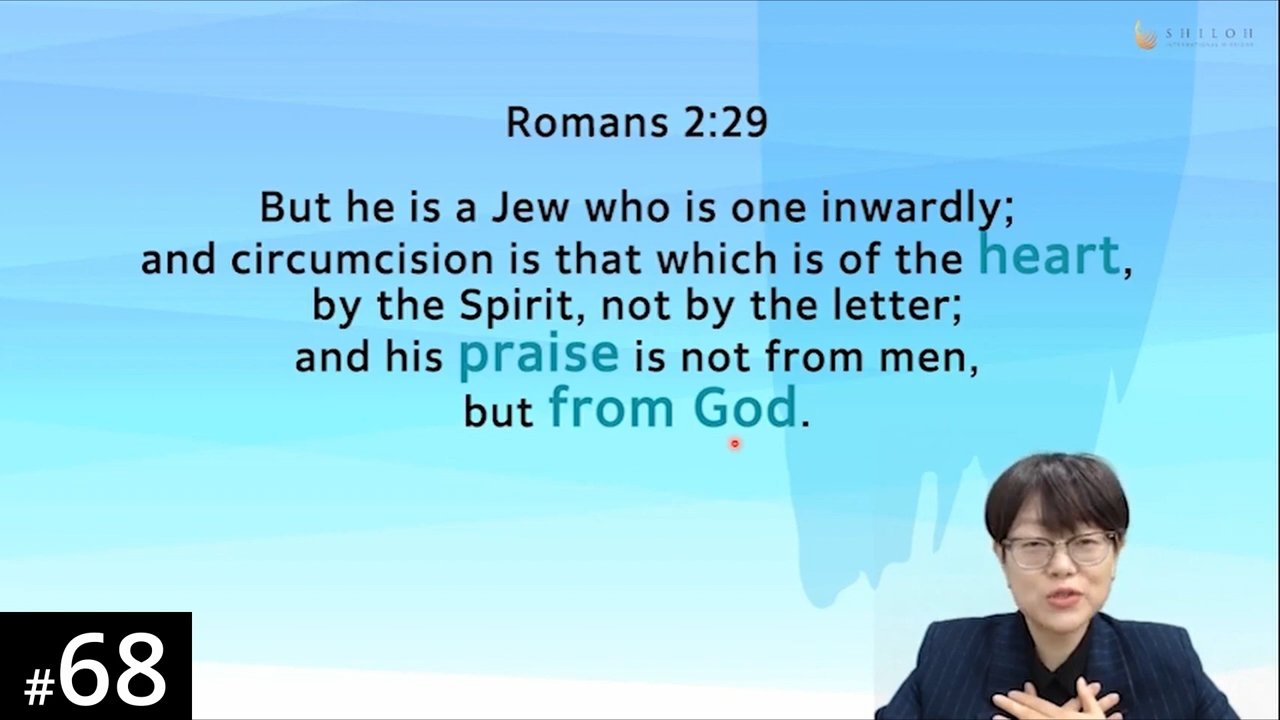 SHILOH
INTERNATIONAL MISSIONS
Romans 2:29
But he is a Jew who is one inwardly;
and circumcision is that which is of the heart,
by the Spirit, not by the letter;
and his praise is not from men,
but from God.
#68